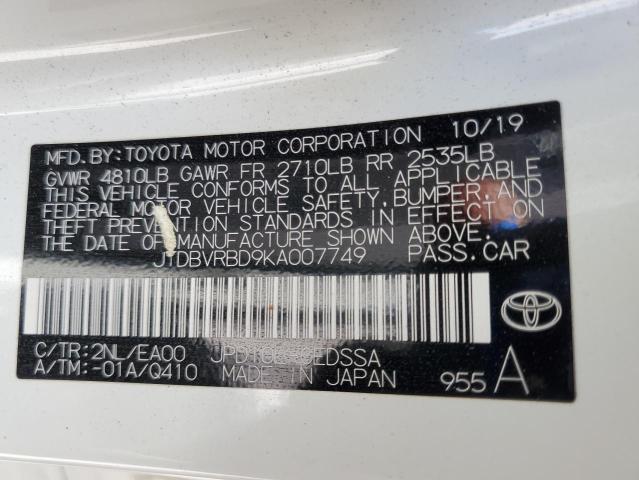 MFD.BY:TOYOTA MOTOR CORPORATION 10/19
GVWR 4810LB GAWR FR 2710LB RR 2535LB
THIS VEHICLE CONFORMS TO ALL APPLICABLE
FEDERAL MOTOR VEHICLE SAFETY,BUMPER,AND
THEFT PREVENTION STANDARDS IN EFFECT ON
THE DATE OF MANUFACTURE SHOWN ABOVE.
JTDBVRBD9KA007749 PASS.CAR
C/TR:2NL/EA00
A/TM:-01A/Q410 MADE IN JAPAN 955 A